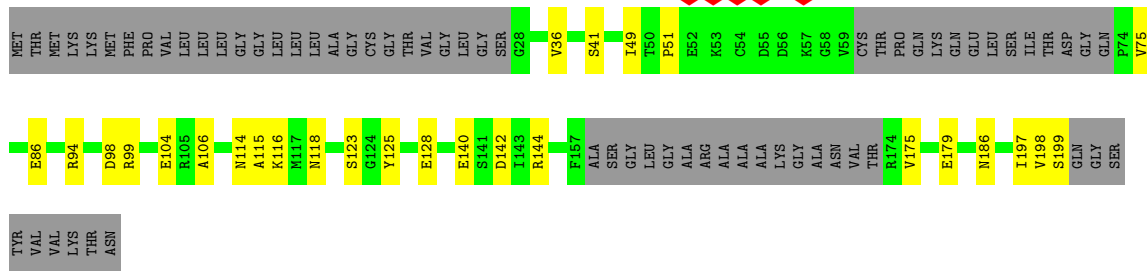 MET THR MET LYS LYS MET PHE PRO VAL LEU LEU LEU GLY GLY LEU LEU LEU LEU ALA GLY CYS GLY THR VAL GLY LEU GLY SER G28 V36 S41 I49 T50 P51 E52 K53 C54 D55 D56 K57 G58 V59 CYS THR PRO GLN LYS GLN GLU LEU SER ILE THR ASP GLY GLN P74 V75
E86 R94 D98 R99 E104 R105 A106 N114 A115 K116 M117 N118 S123 G124 Y125 E128 E140 S141 D142 I143 R144 F157 ALA SER GLY LEU GLY ALA ARG ALA ALA ALA LYS GLY ALA ASN VAL THR R174 V175 E179 N186 I197 V198 S199 GLN GLY SER
TYR VAL VAL LYS THR ASN